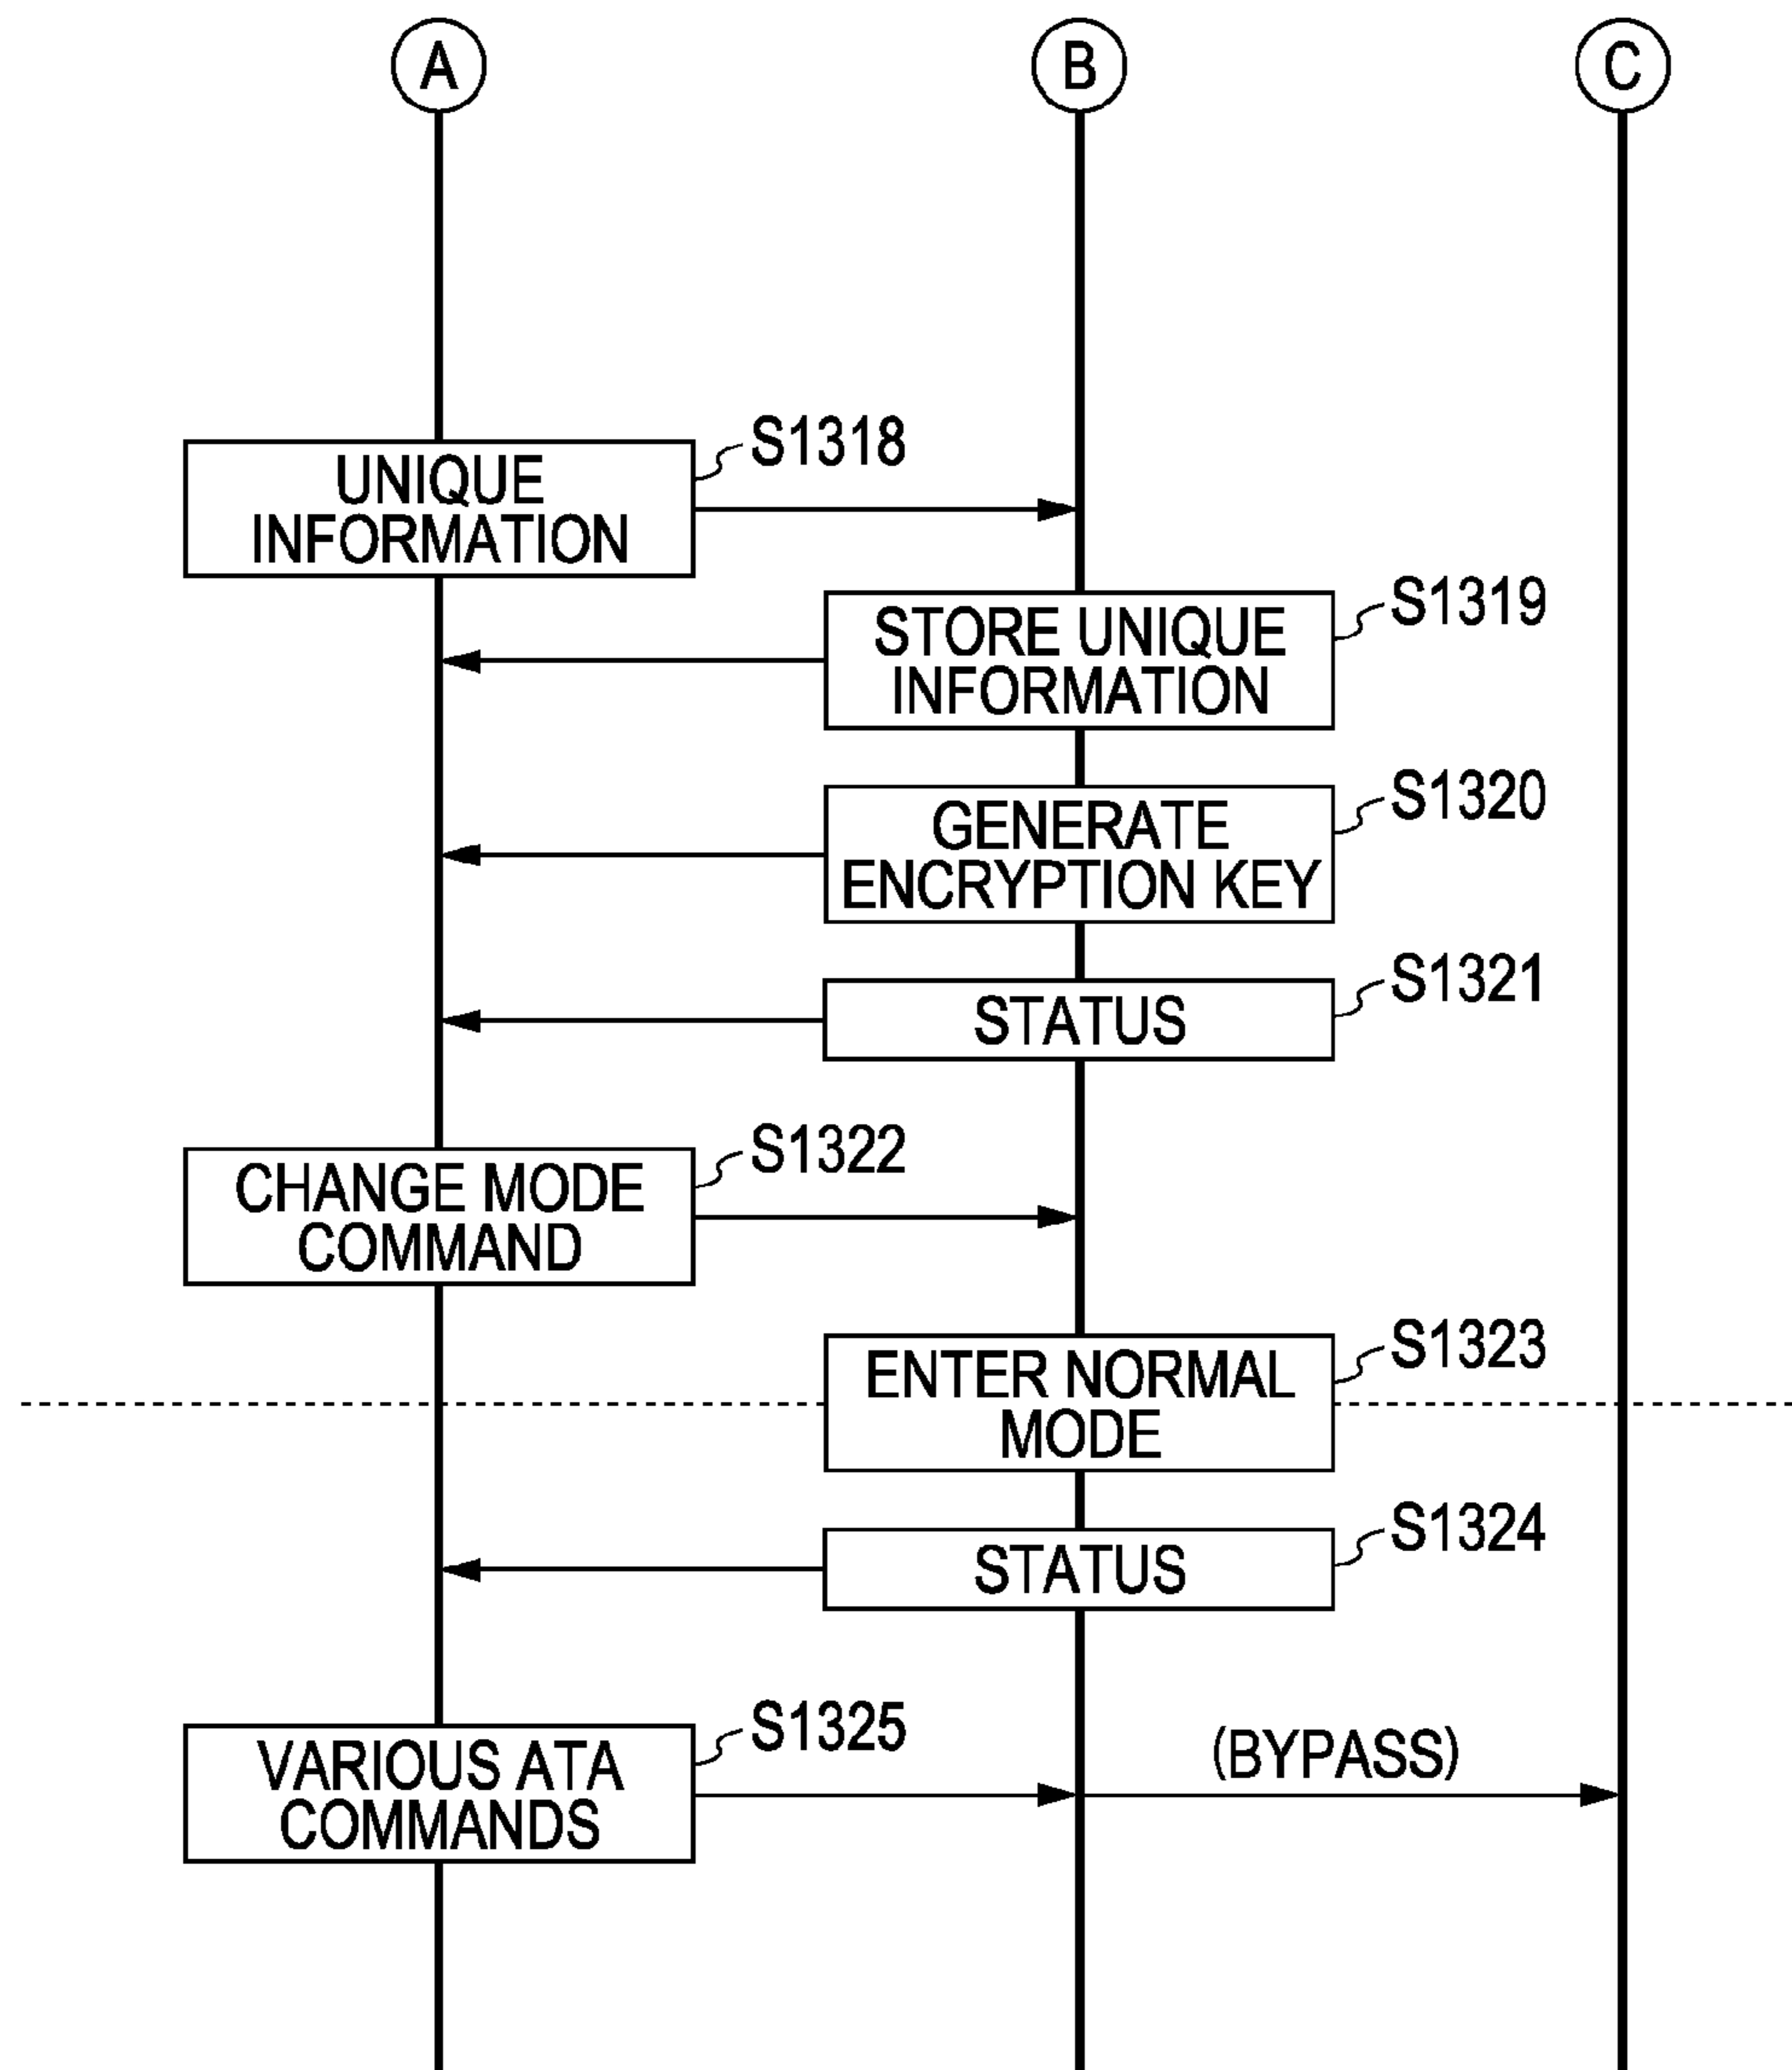 A
B
C
S1318
UNIQUE
INFORMATION
S1319
STORE UNIQUE
INFORMATION
S1320
GENERATE
ENCRYPTION KEY
S1321
STATUS
S1322
CHANGE MODE
COMMAND
S1323
ENTER NORMAL
MODE
S1324
STATUS
S1325
VARIOUS ATA
COMMANDS
(BYPASS)